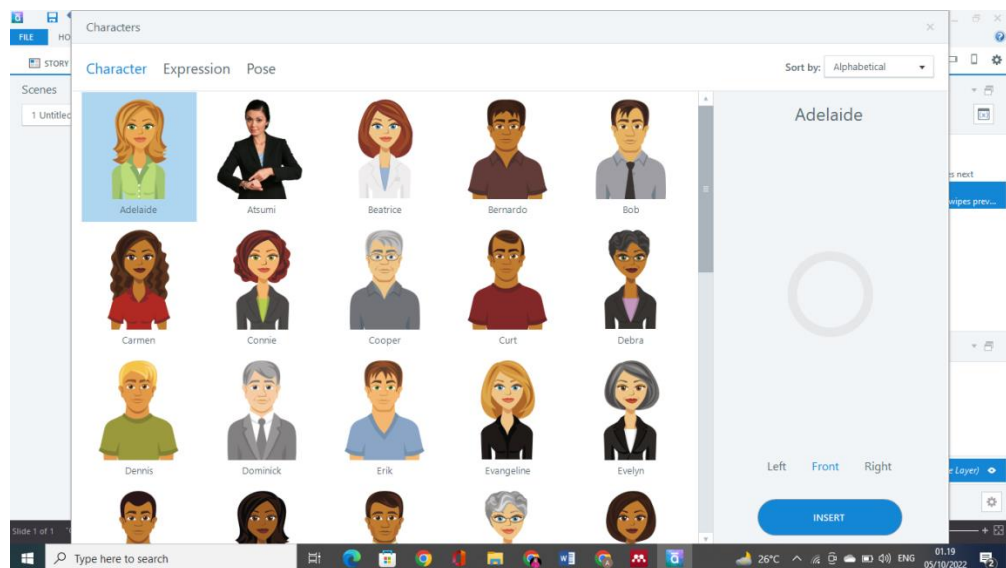 Characters
FILE HO
STORY
Character Expression Pose
Sort by: Alphabetical
Scenes
1 Untitled
Adelaide
s next
wipes prev...
Adelaide Atsumi Beatrice Bernardo Bob
Carmen Connie Cooper Curt Debra
Dennis Dominick Erik Evangeline Evelyn
Left Front Right
e Layer)
INSERT
Slide 1 of 1
Type here to search
26°C ENG
01.19
05/10/2022